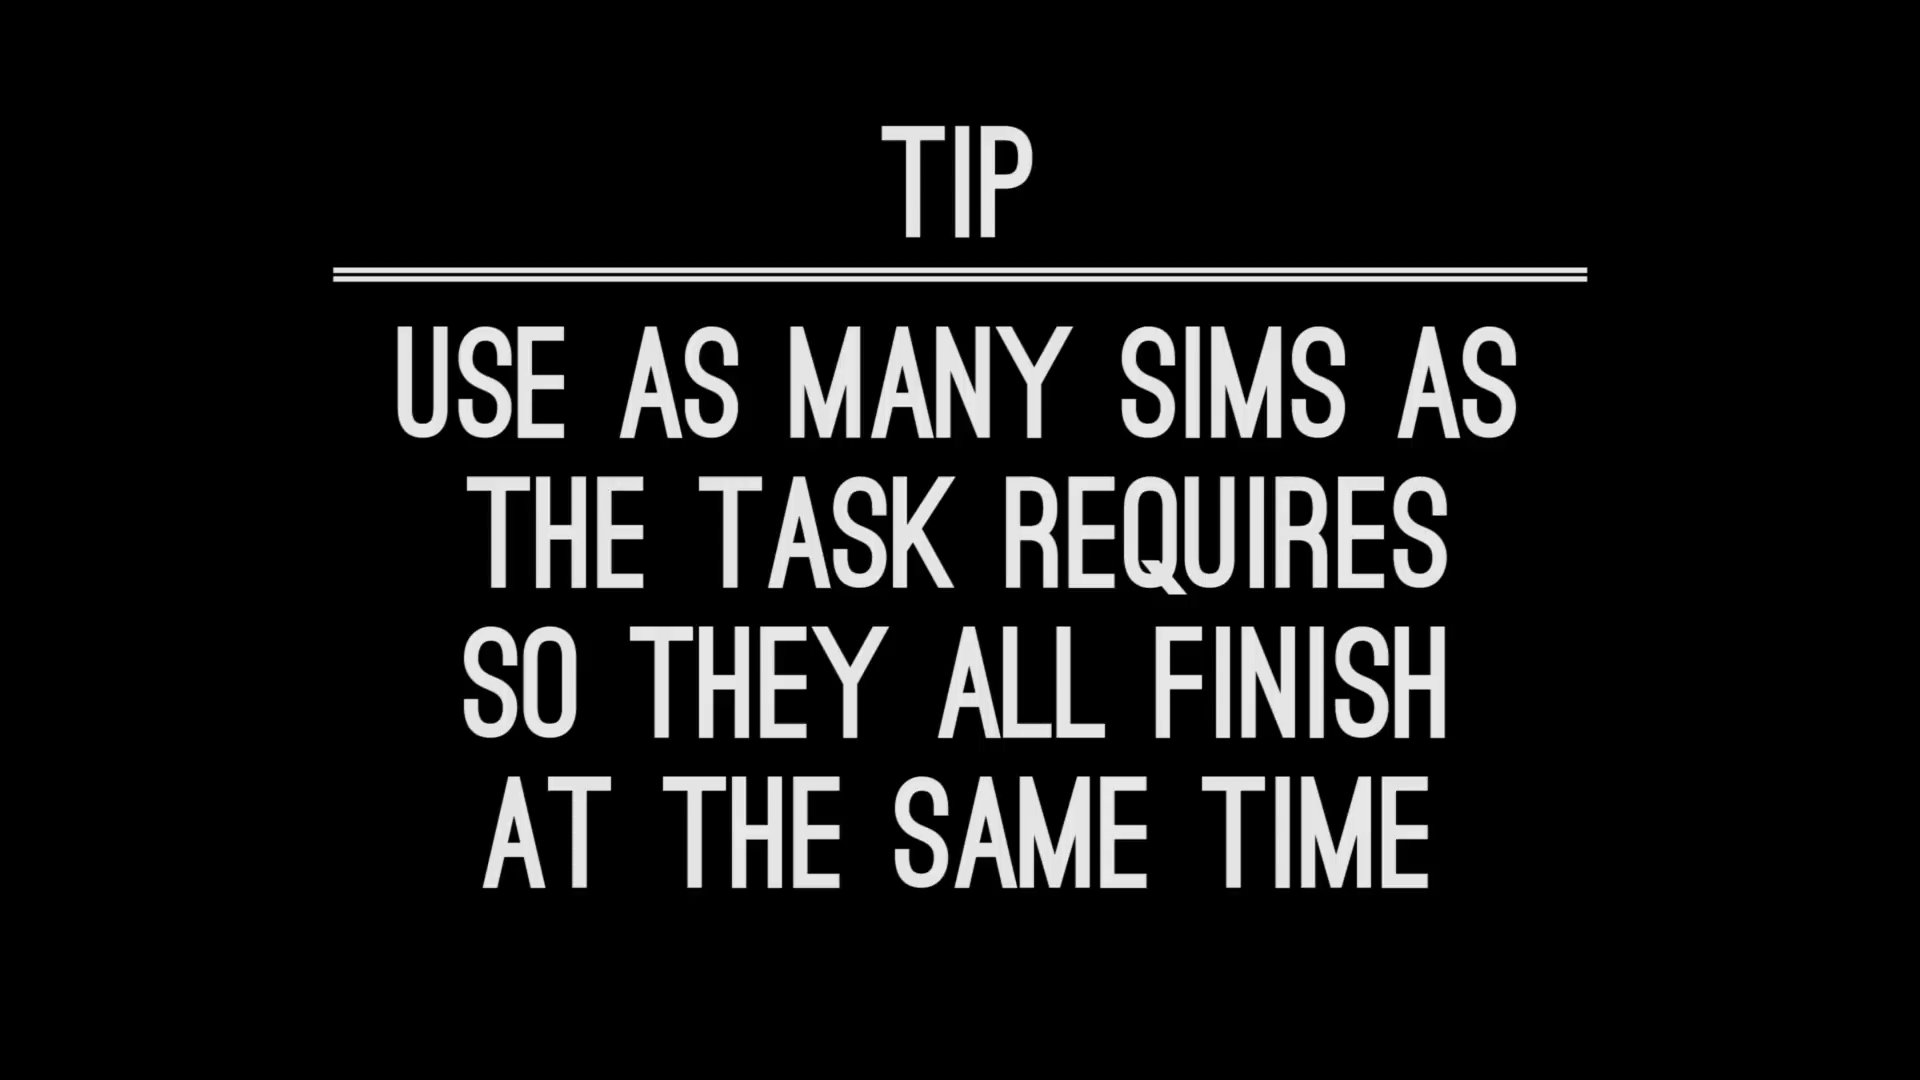 TIP
USE AS MANY SIMS AS
THE TASK REQUIRES
SO THEY ALL FINISH
AT THE SAME TIME